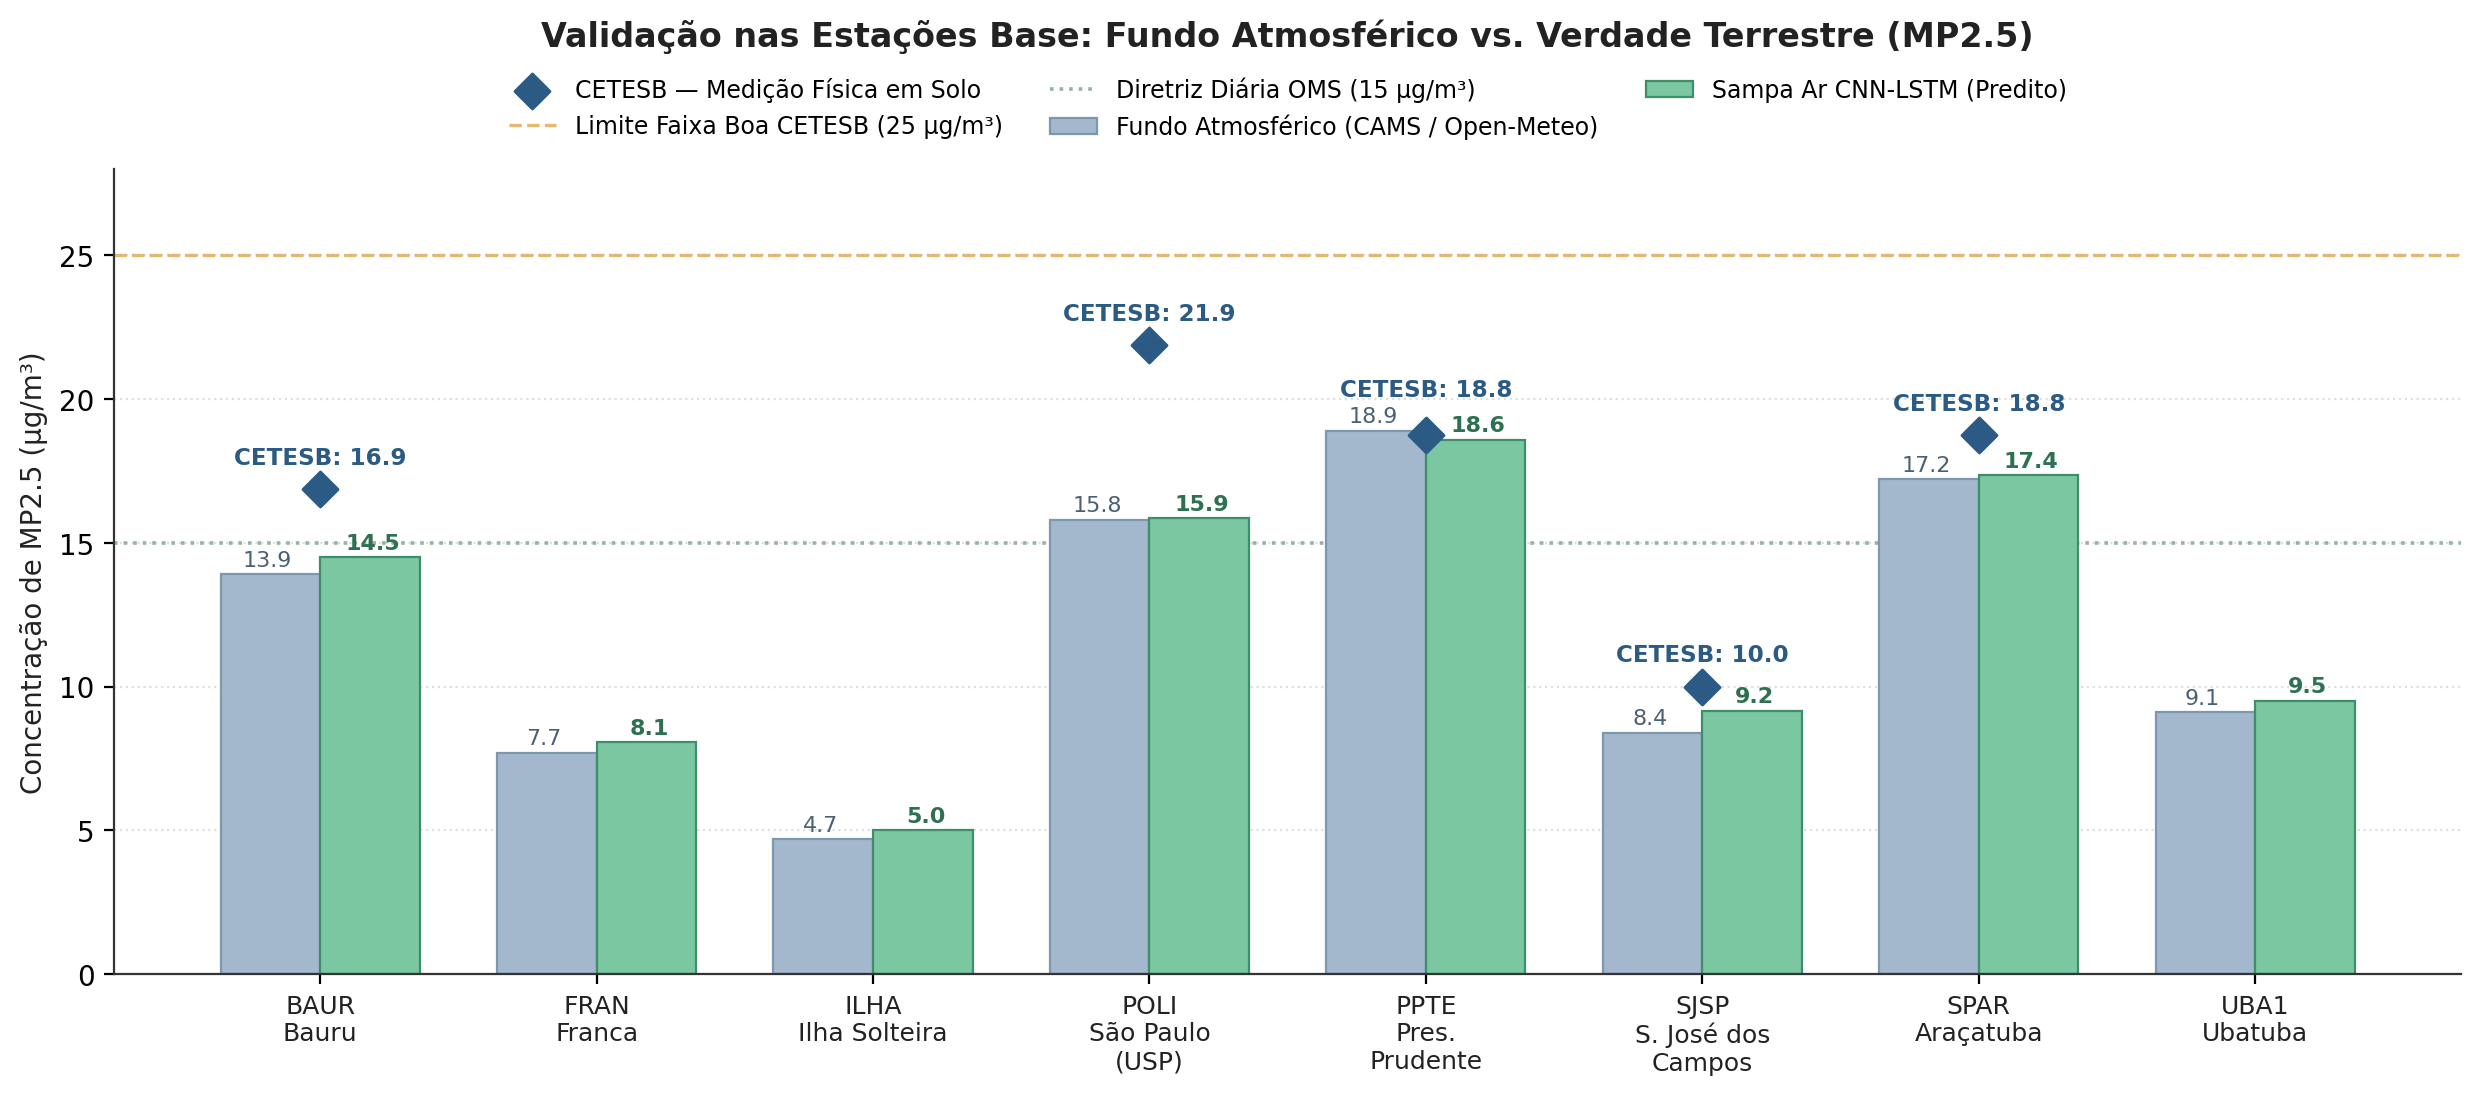 Validação nas Estações Base: Fundo Atmosférico vs. Verdade Terrestre (MP2.5)
CETESB — Medição Física em Solo
Limite Faixa Boa CETESB (25 µg/m³)
Diretriz Diária OMS (15 µg/m³)
Fundo Atmosférico (CAMS / Open-Meteo)
Sampa Ar CNN-LSTM (Predito)
Concentração de MP2.5 (µg/m³)
25
20
15
10
5
0
CETESB: 16.9
13.9
14.5
7.7
8.1
4.7
5.0
CETESB: 21.9
15.8
15.9
CETESB: 18.8
18.9
18.6
CETESB: 10.0
8.4
9.2
CETESB: 18.8
17.2
17.4
9.1
9.5
BAUR
Bauru
FRAN
Franca
ILHA
Ilha Solteira
POLI
São Paulo
(USP)
PPTE
Pres.
Prudente
SJSP
S. José dos
Campos
SPAR
Araçatuba
UBA1
Ubatuba